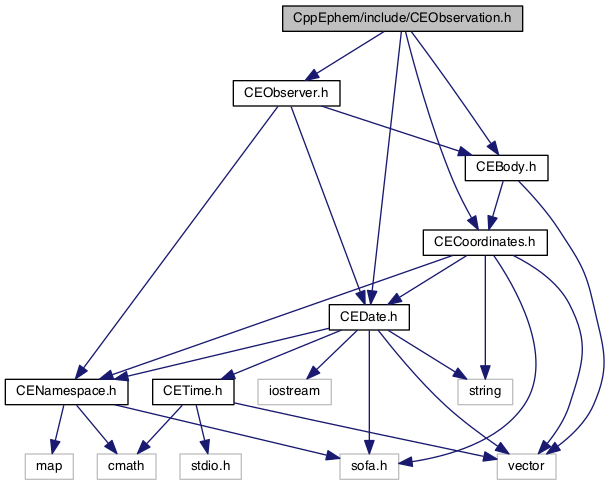 CppEphem/include/CEObservation.h
CEObserver.h
CEBody.h
CECoordinates.h
CEDate.h
CENamespace.h
CETime.h
iostream
string
map
cmath
stdio.h
sofa.h
vector